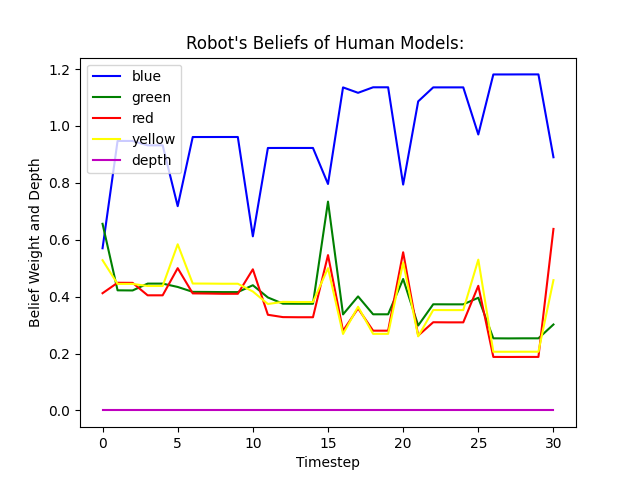 Robot's Beliefs of Human Models:
blue
green
red
yellow
depth
Belief Weight and Depth
1.2
1.0
0.8
0.6
0.4
0.2
0.0
0 5 10 15 20 25 30
Timestep